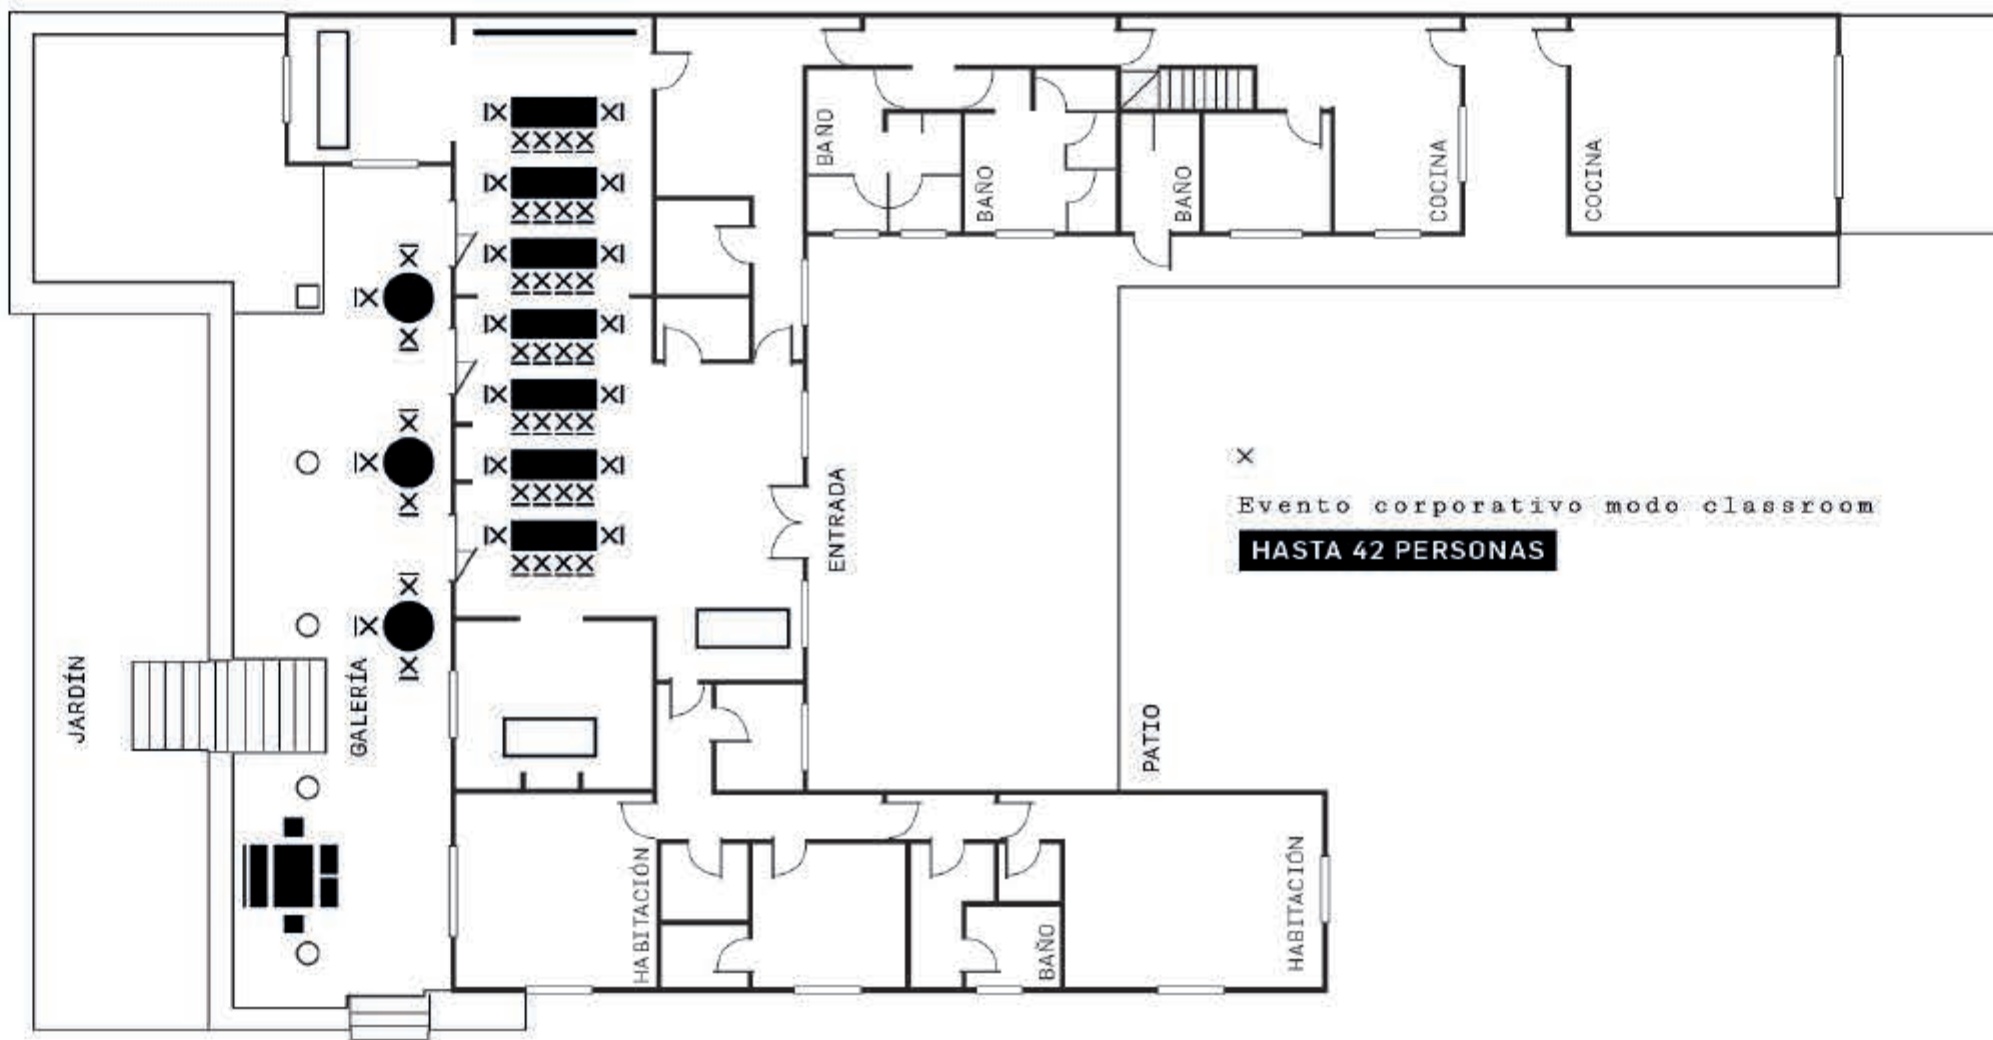 BAÑO
BAÑO
BAÑO
COCINA
COCINA
ENTRADA
Evento corporativo modo classroom
HASTA 42 PERSONAS
JARDÍN
GALERÍA
PATIO
HABITACIÓN
BAÑO
HABITACIÓN